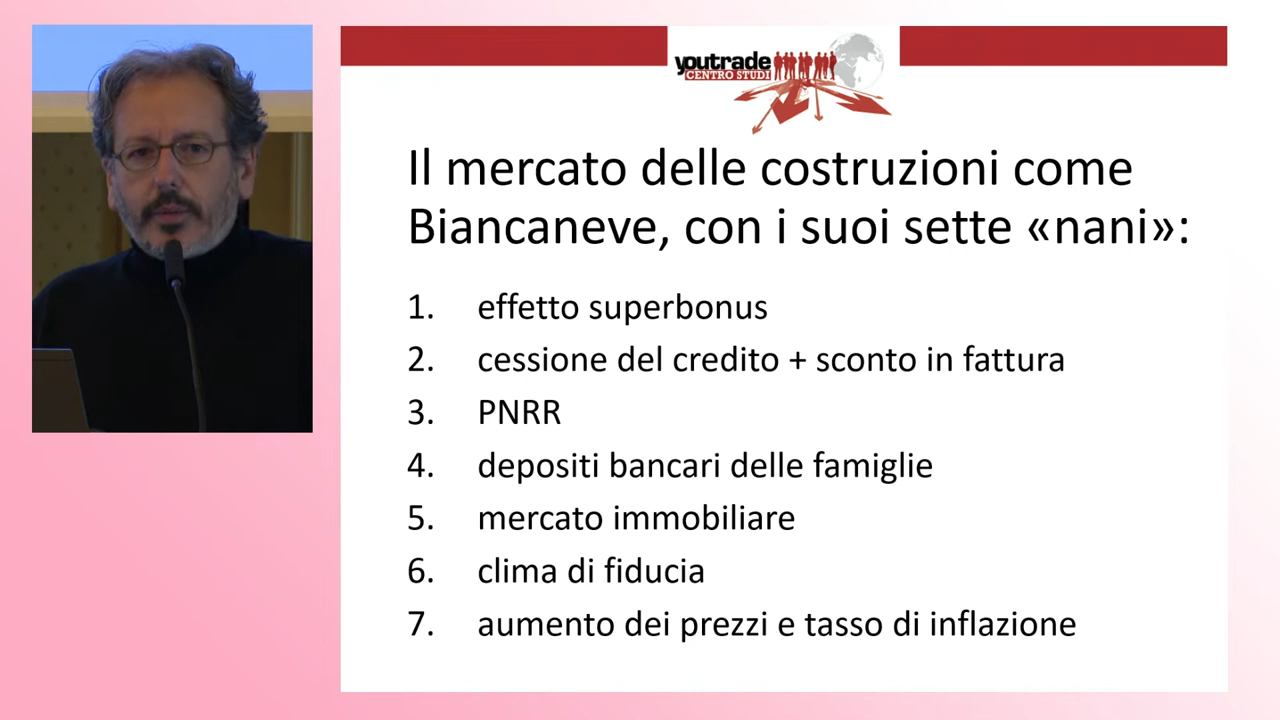 youtrade
CENTRO STUDI
Il mercato delle costruzioni come
Biancaneve, con i suoi sette «nani»:
1. effetto superbonus
2. cessione del credito + sconto in fattura
3. PNRR
4. depositi bancari delle famiglie
5. mercato immobiliare
6. clima di fiducia
7. aumento dei prezzi e tasso di inflazione